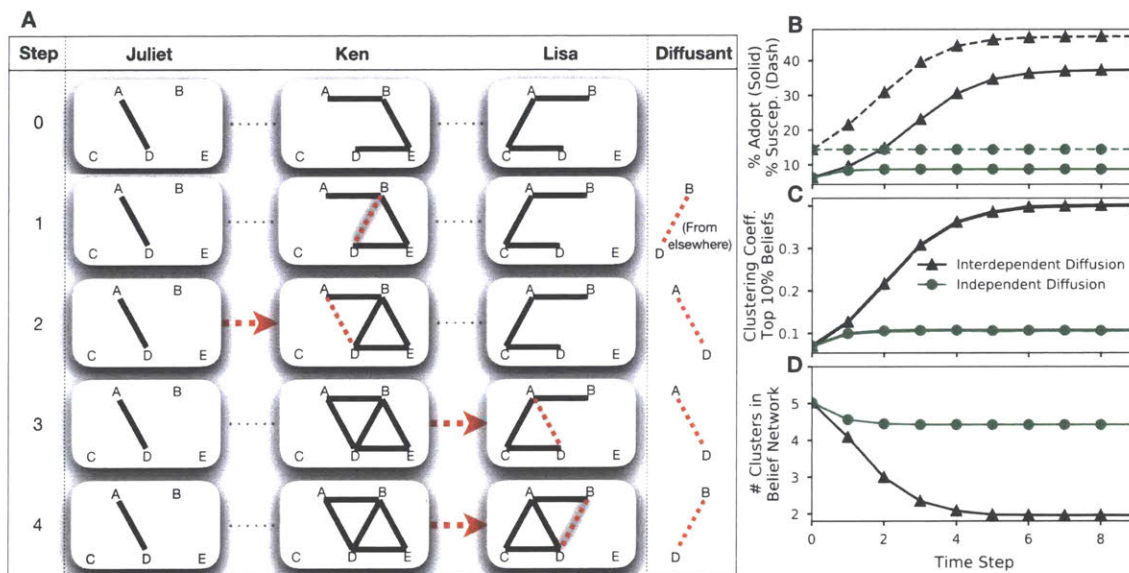 A
Step Juliet Ken Lisa Diffusant
0
A B
C D E
A B
C D E
A B
C D E
1
A B
C D E
A B
C D E
A B
C D E
B
(From
elsewhere)
D
2
A B
C D E
A B
C D E
A B
C D E
A
D
3
A B
C D E
A B
C D E
A B
C D E
A
D
4
A B
C D E
A B
C D E
A B
C D E
B
D
B
% Adopt (Solid)
% Suscep. (Dash)
40
30
20
10
C
Clustering Coeff.
Top 10% Beliefs
0.3
0.2
0.1
Interdependent Diffusion
Independent Diffusion
D
# Clusters in
Belief Network
5
4
3
2
0 2 4 6 8
Time Step